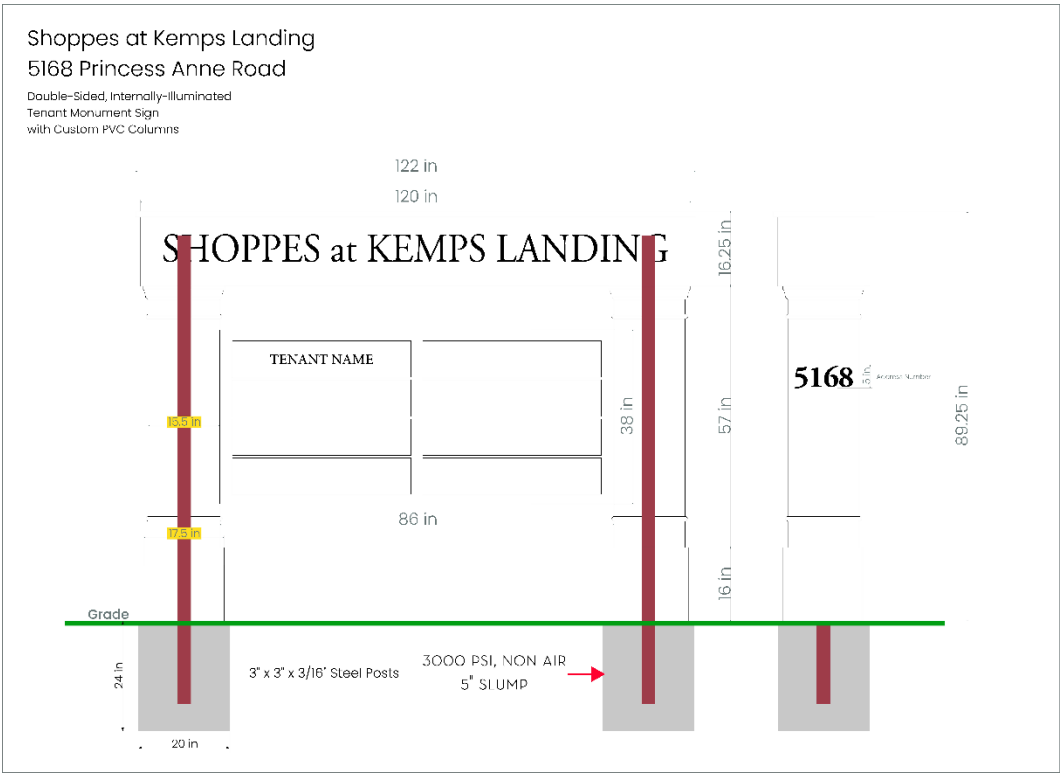 Shoppes at Kemps Landing
5168 Princess Anne Road
Double-Sided, Internally-Illuminated
Tenant Monument Sign
with Custom PVC Columns
122 in
120 in
SHOPPES at KEMPS LANDING
16.25 in
TENANT NAME
5168
3 in.
Address Number
15.5 in
38 in
57 in
89.25 in
86 in
17.5 in
16 in
Grade
24 in
3" x 3" x 3/16" Steel Posts
3000 PSI, NON AIR
5" SLUMP
20 in